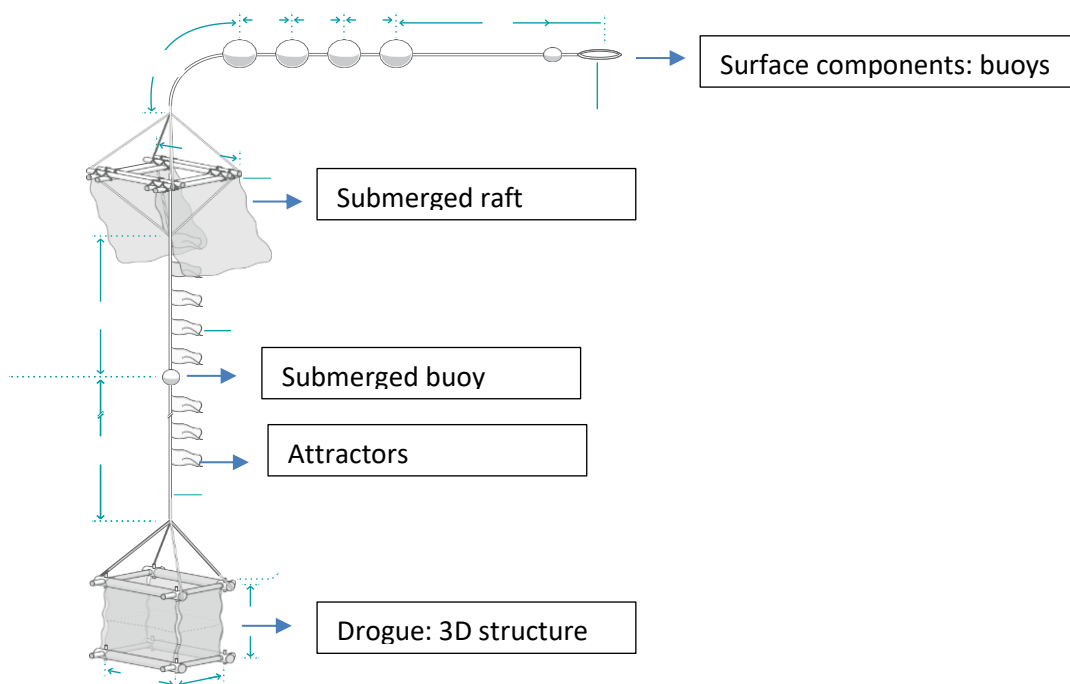 Surface components: buoys
Submerged raft
Submerged buoy
Attractors
Drogue: 3D structure